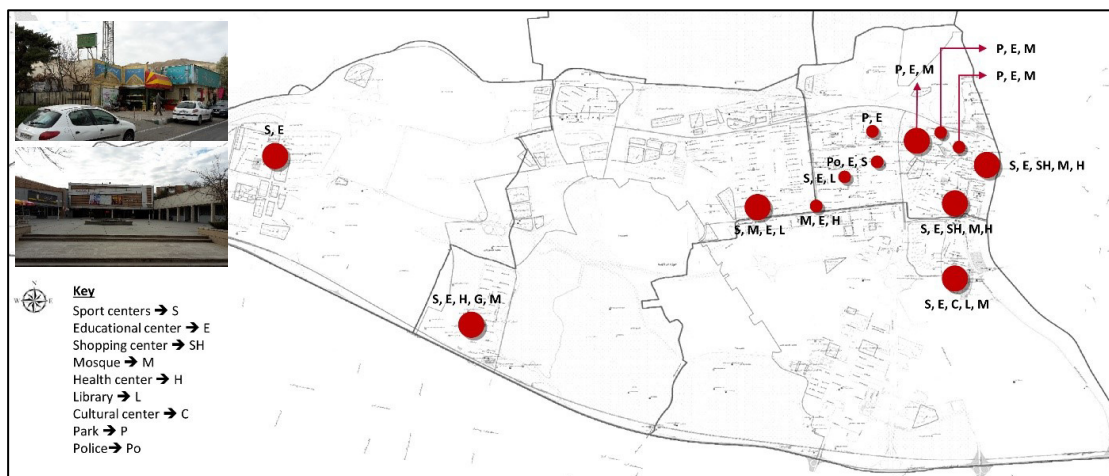 P, E, M
P, E, M
P, E, M
S, E
P, E
Po, E, S
S, E, L
S, E, SH, M, H
M, E, H
S, M, E, L
S, E, SH, M,H
S, E, C, L, M
S, E, H, G, M
N
W E
S
Key
Sport centers ➔ S
Educational center ➔ E
Shopping center ➔ SH
Mosque ➔ M
Health center ➔ H
Library ➔ L
Cultural center ➔ C
Park ➔ P
Police➔ Po